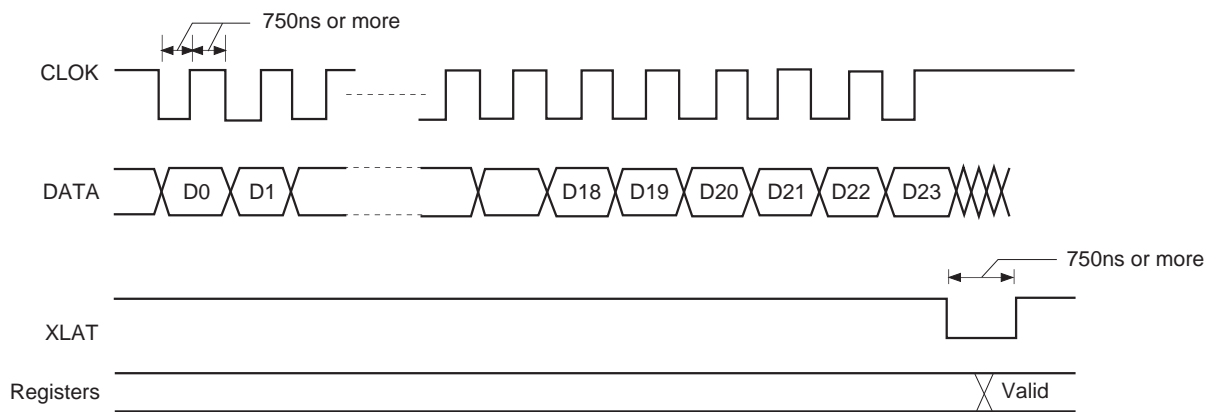 750ns or more
CLOK
DATA D0 D1 D18 D19 D20 D21 D22 D23
750ns or more
XLAT
Registers Valid